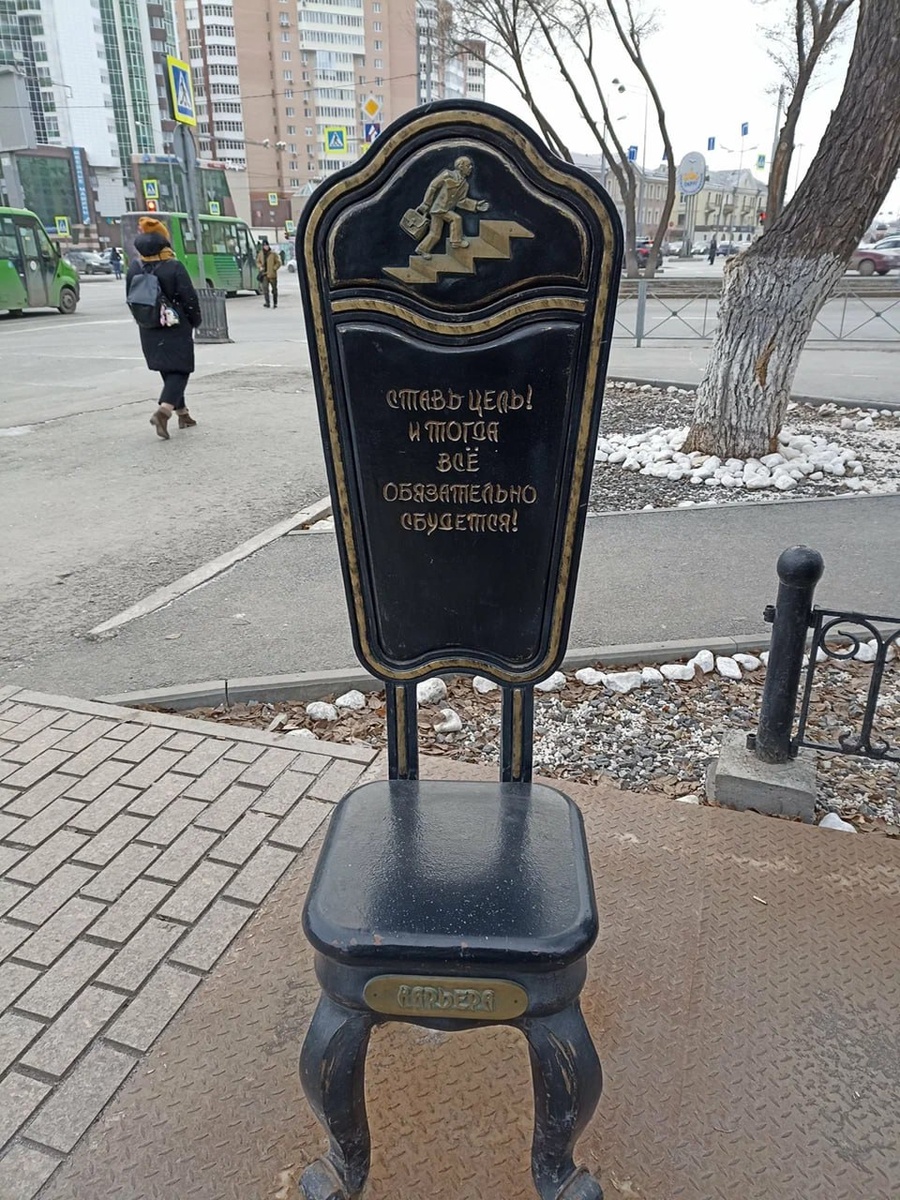 СТАВЬ ЦЕЛЬ!
И ТОГДА
ВСЁ
ОБЯЗАТЕЛЬНО
СБУДЕТСЯ!
КАРЬЕРА